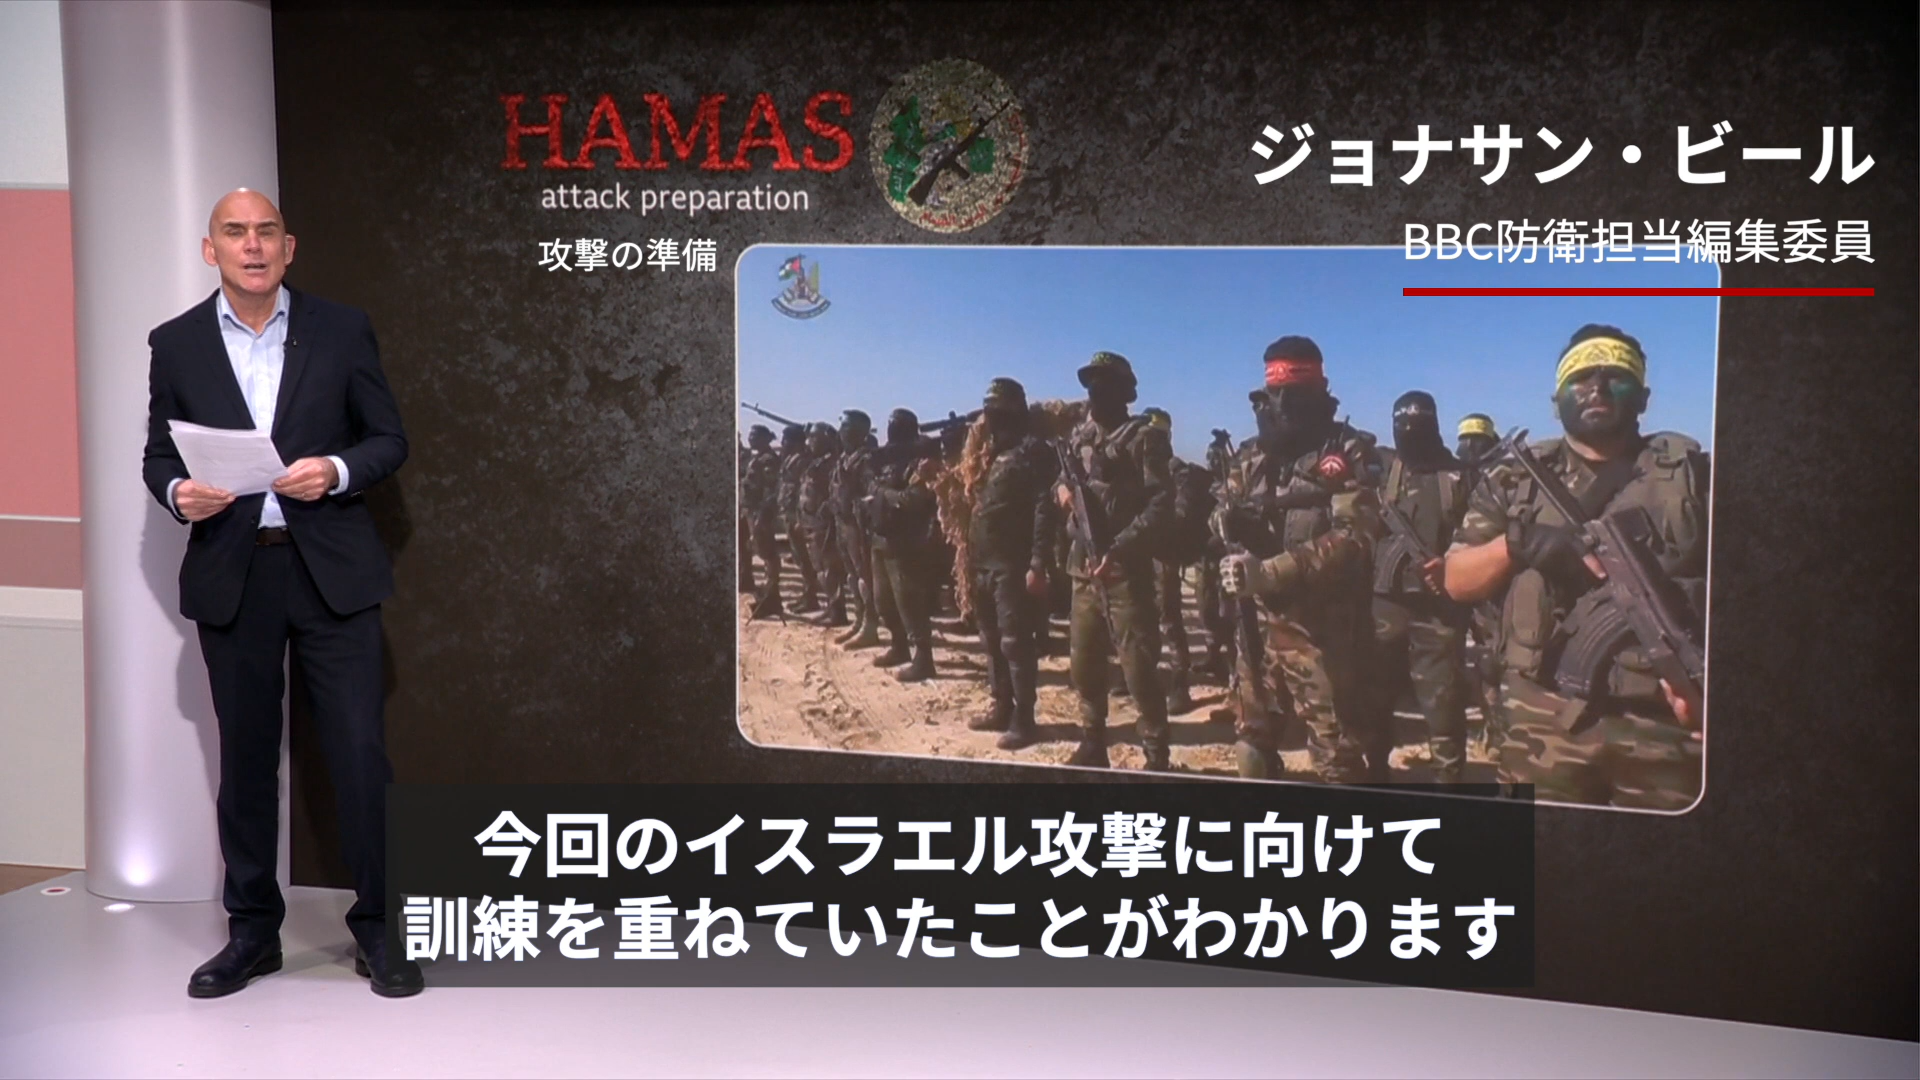 HAMAS
attack preparation
攻撃の準備
ジョナサン・ビール
BBC防衛担当編集委員
今回のイスラエル攻撃に向けて
訓練を重ねていたことがわかります